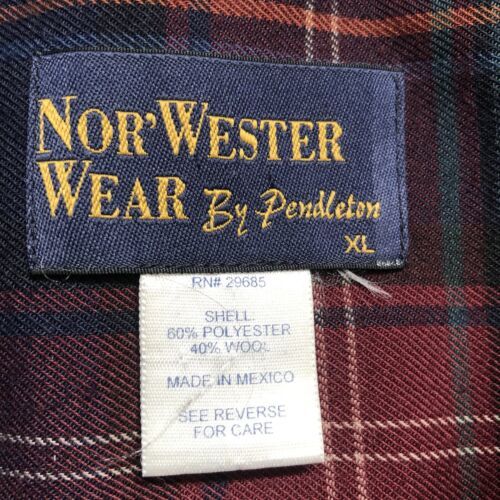 NOR'WESTER
WEAR By Pendleton
XL
RN# 29685
SHELL:
60% POLYESTER
40% WOOL
MADE IN MEXICO
SEE REVERSE
FOR CARE